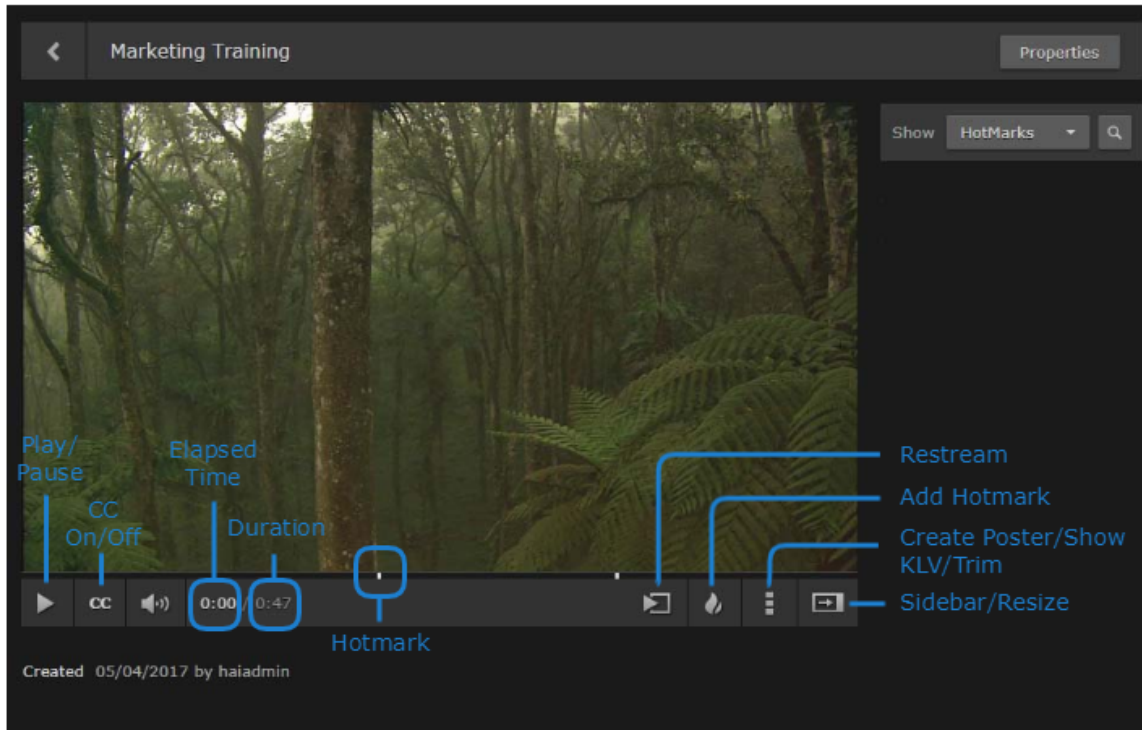 Marketing Training
Properties
Show HotMarks
Play/
Pause
Elapsed
Time
CC
On/Off
Duration
Restream
Add Hotmark
Create Poster/Show
KLV/Trim
Sidebar/Resize
CC 0:00 / 0:47
Hotmark
Created 05/04/2017 by haiadmin